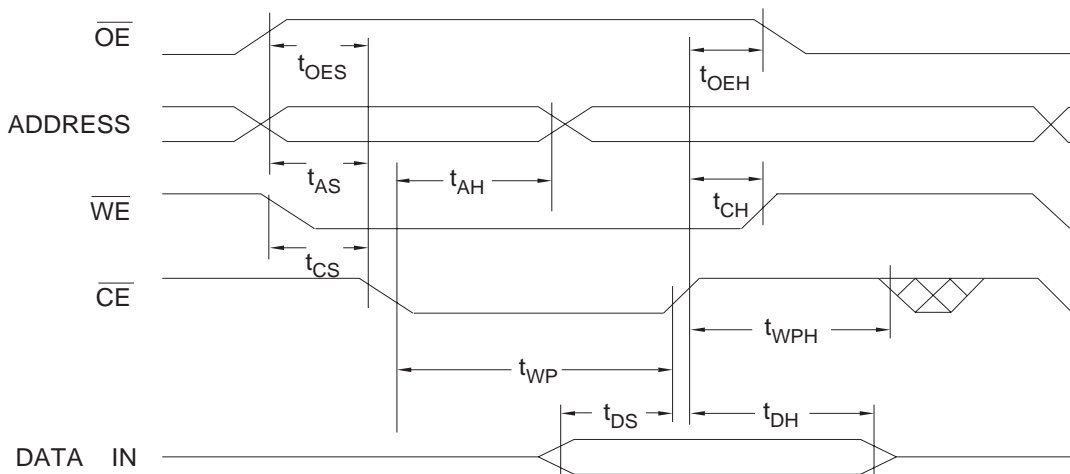 OE
tOES
tOEH
ADDRESS
tAS
tAH
WE
tCH
tCS
CE
tWPH
tWP
tDS
tDH
DATA IN